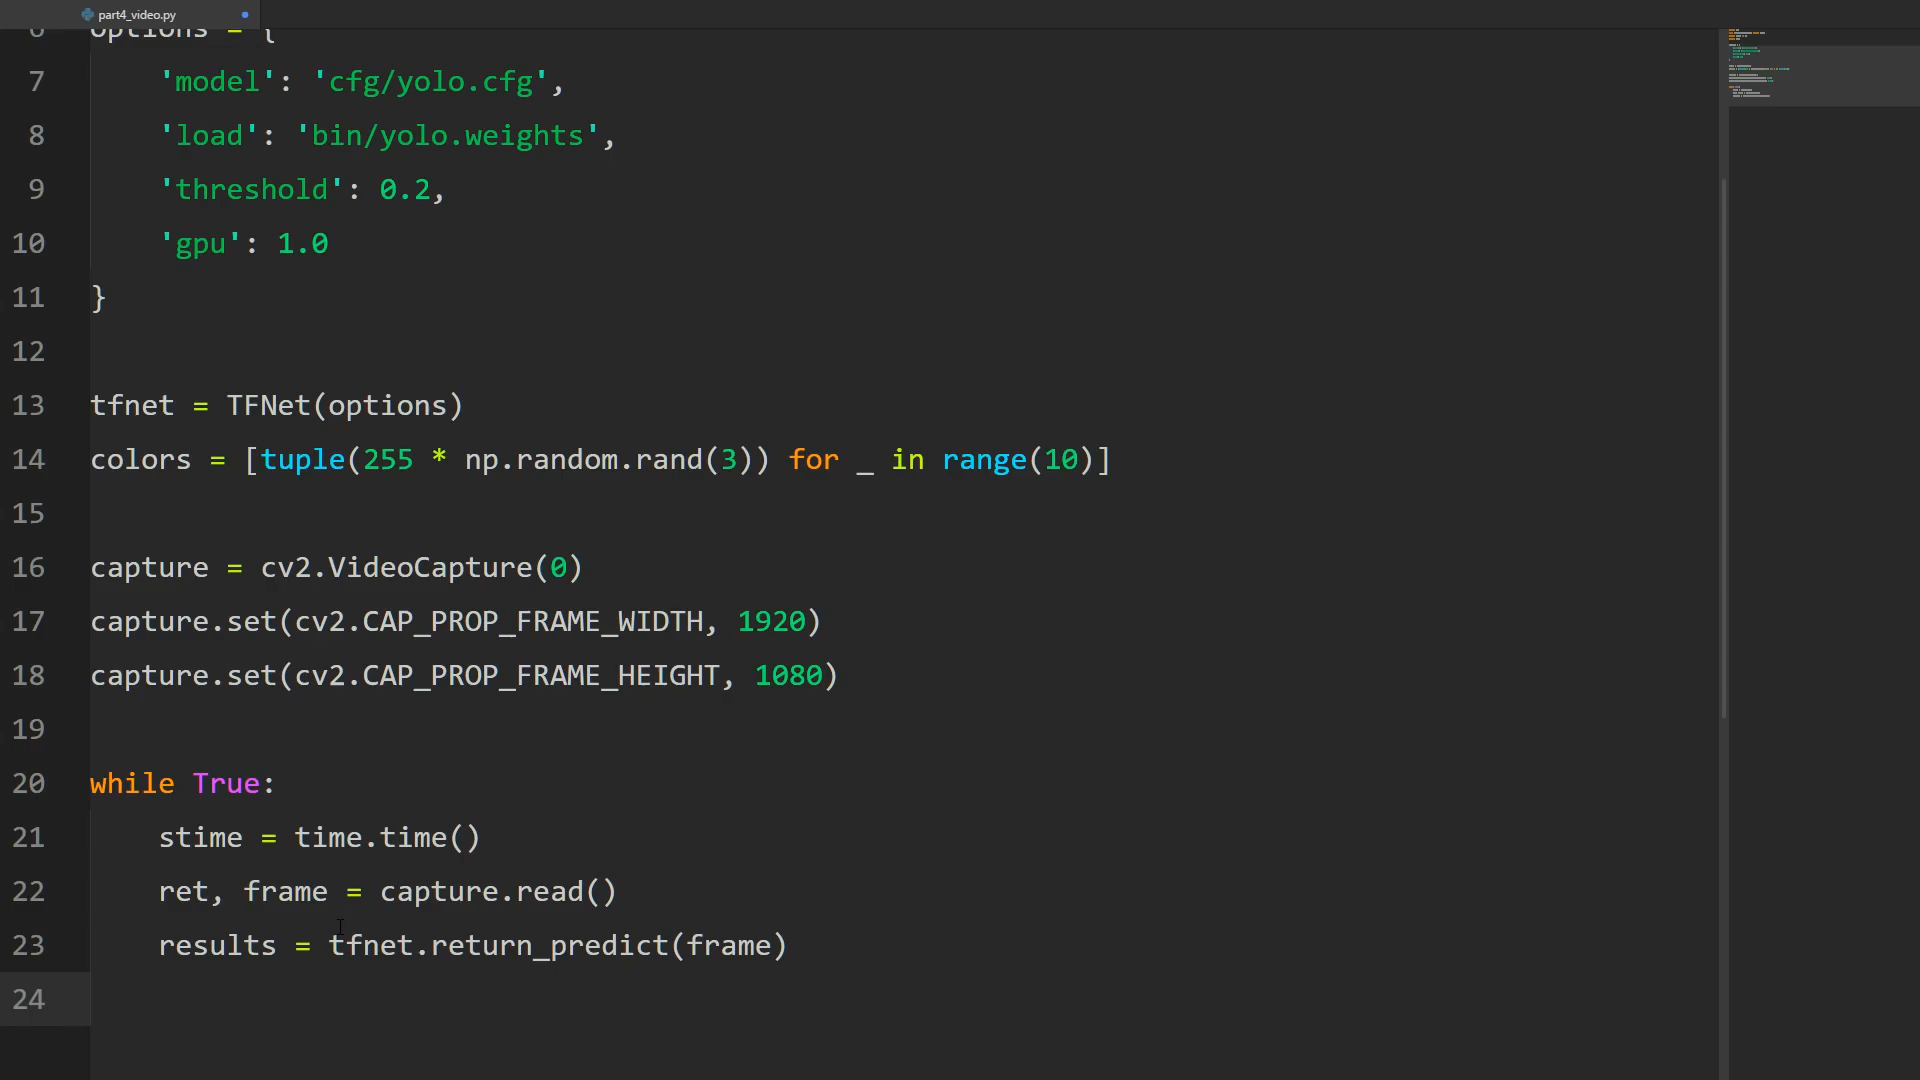 part4_video.py
6 options = {
7 'model': 'cfg/yolo.cfg',
8 'load': 'bin/yolo.weights',
9 'threshold': 0.2,
10 'gpu': 1.0
11 }
12
13 tfnet = TFNet(options)
14 colors = [tuple(255 * np.random.rand(3)) for _ in range(10)]
15
16 capture = cv2.VideoCapture(0)
17 capture.set(cv2.CAP_PROP_FRAME_WIDTH, 1920)
18 capture.set(cv2.CAP_PROP_FRAME_HEIGHT, 1080)
19
20 while True:
21 stime = time.time()
22 ret, frame = capture.read()
23 results = tfnet.return_predict(frame)
24